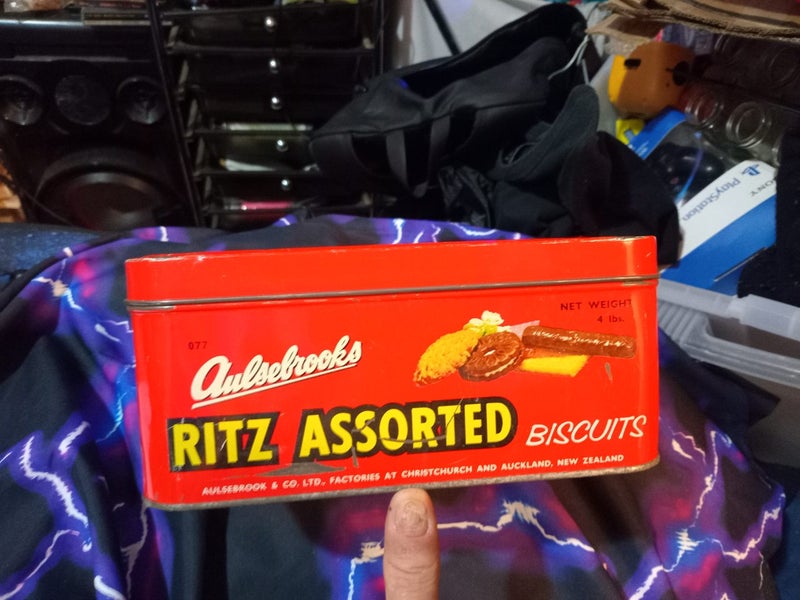 SONY
PlayStation
NET WEIGHT
4 lbs.
077
Aulsebrooks
RITZ ASSORTED BISCUITS
AULSEBROOK & CO. LTD. FACTORIES AT CHRISTCHURCH AND AUCKLAND, NEW ZEALAND